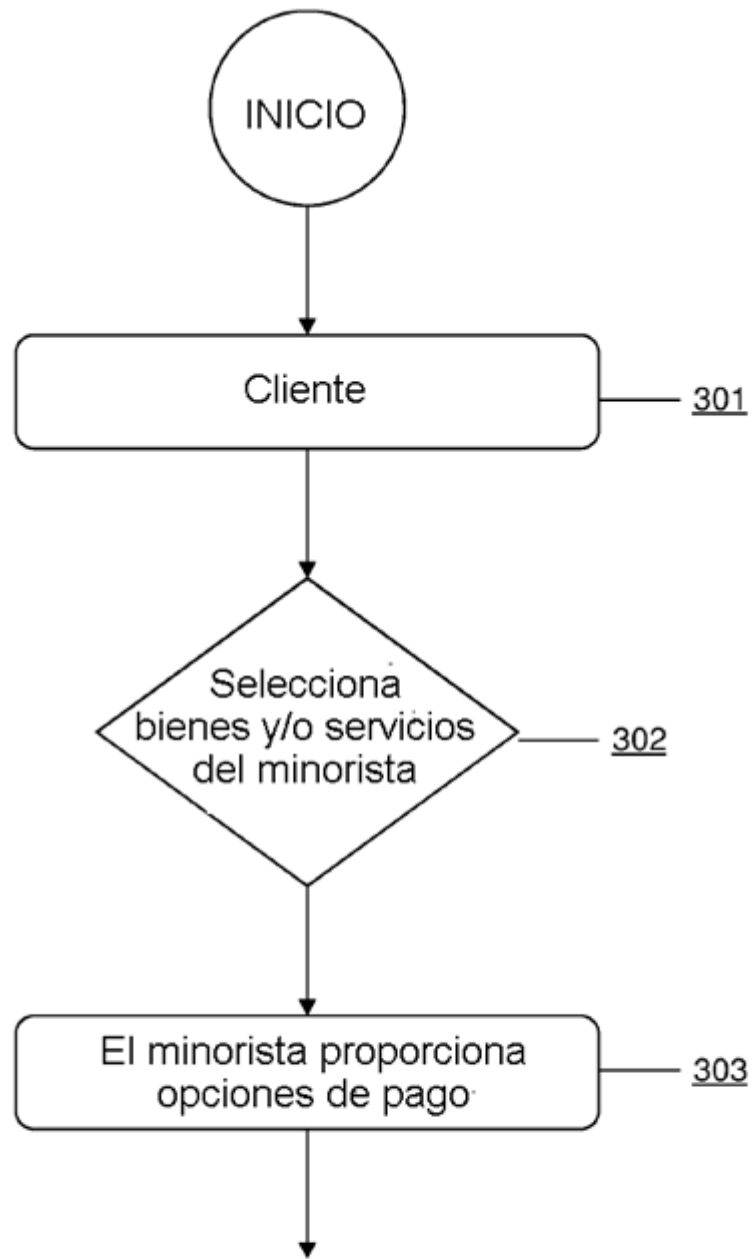 INICIO
Cliente
301
Selecciona
bienes y/o servicios
del minorista
302
El minorista proporciona
opciones de pago
303